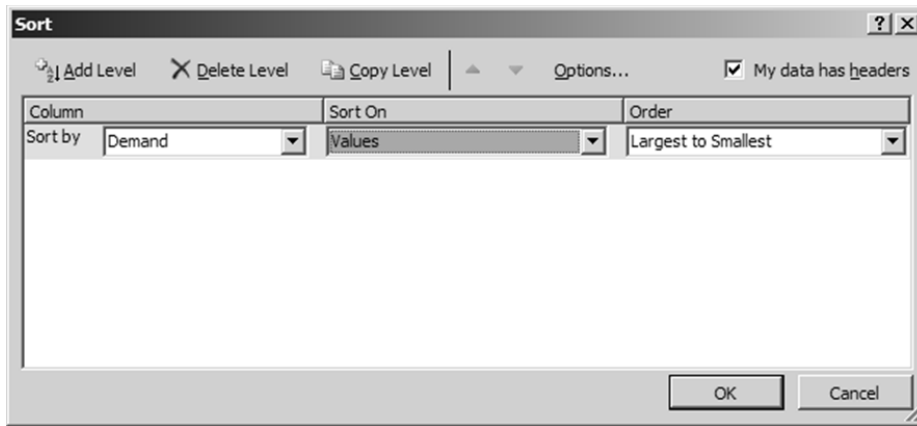 Sort
Add Level Delete Level Copy Level Options... My data has headers
Column Sort On Order
Sort by Demand Values Largest to Smallest
OK Cancel